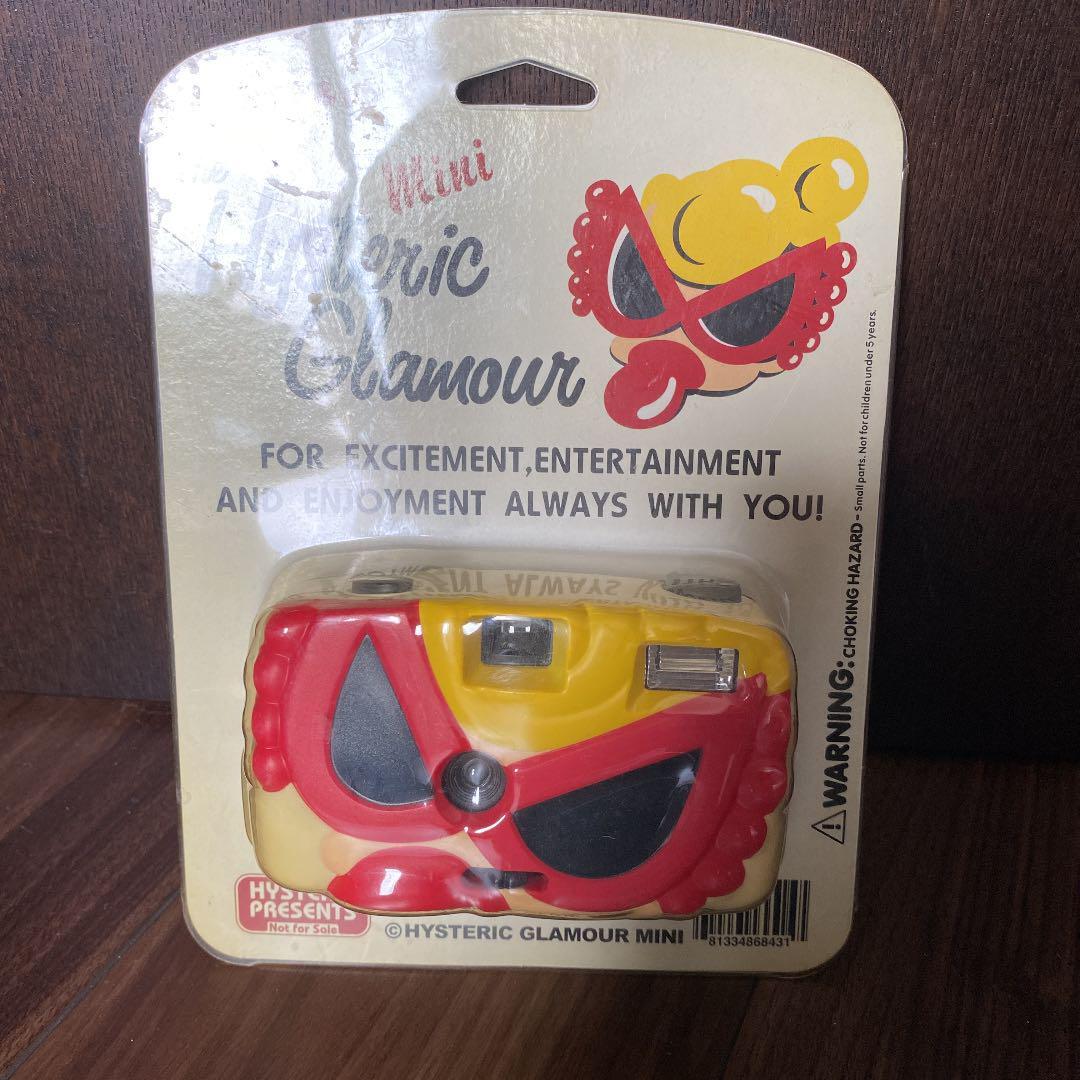 Mini
Hysteric
Glamour
FOR EXCITEMENT,ENTERTAINMENT
AND ENJOYMENT ALWAYS WITH YOU!
⚠WARNING: CHOKING HAZARD- Small parts. Not for children under 5 years.
HYSTERIC
PRESENTS
Not for Sale
©HYSTERIC GLAMOUR MINI
81334868431